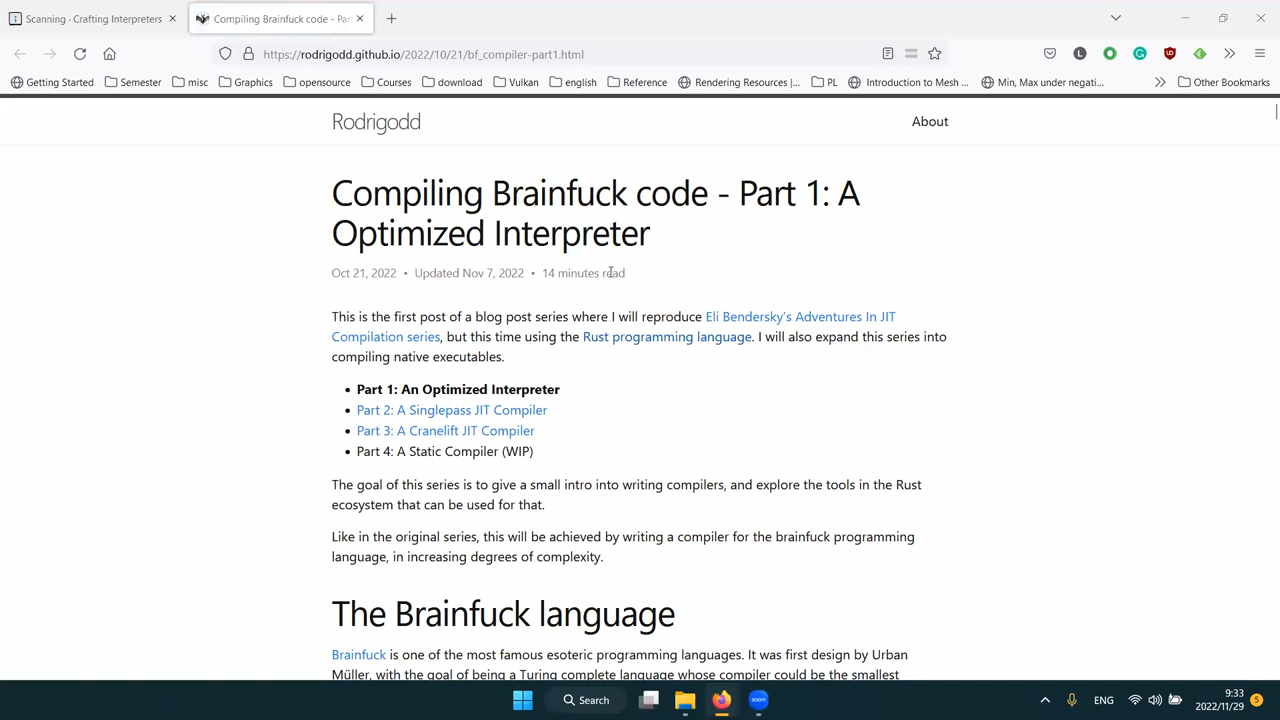 Scanning · Crafting Interpreters
Compiling Brainfuck code - Part
https://rodrigodd.github.io/2022/10/21/bf_compiler-part1.html
Getting Started Semester misc Graphics opensource Courses download Vulkan english Reference Rendering Resources |... PL Introduction to Mesh ... Min, Max under negati... Other Bookmarks
Rodrigodd About
Compiling Brainfuck code - Part 1: A
Optimized Interpreter
Oct 21, 2022 • Updated Nov 7, 2022 • 14 minutes read
This is the first post of a blog post series where I will reproduce Eli Bendersky’s Adventures In JIT
Compilation series, but this time using the Rust programming language. I will also expand this series into
compiling native executables.
• Part 1: An Optimized Interpreter
• Part 2: A Singlepass JIT Compiler
• Part 3: A Cranelift JIT Compiler
• Part 4: A Static Compiler (WIP)
The goal of this series is to give a small intro into writing compilers, and explore the tools in the Rust
ecosystem that can be used for that.
Like in the original series, this will be achieved by writing a compiler for the brainfuck programming
language, in increasing degrees of complexity.
The Brainfuck language
Brainfuck is one of the most famous esoteric programming languages. It was first design by Urban
Müller, with the goal of being a Turing complete language whose compiler could be the smallest
Search
zoom
ENG
9:33
2022/11/29
5